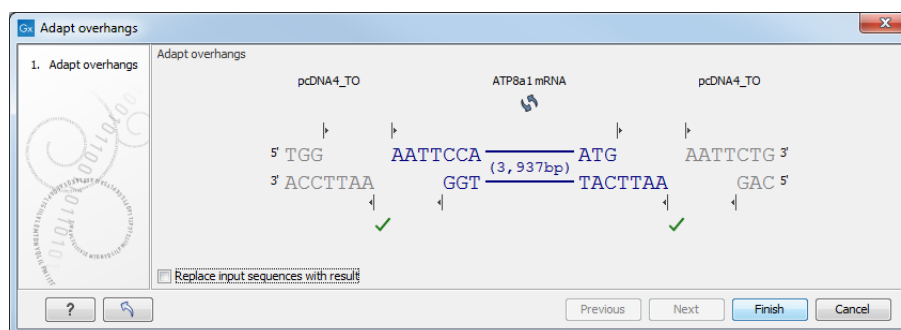 Gx Adapt overhangs
X
1. Adapt overhangs
Adapt overhangs
pcDNA4_TO ATP8a1 mRNA pcDNA4_TO
5' TGG AATTCCA ATG AATTCTG 3'
(3,937bp)
3' ACCTTAA GGT TACTTAA GAC 5'
Replace input sequences with result
? Previous Next Finish Cancel